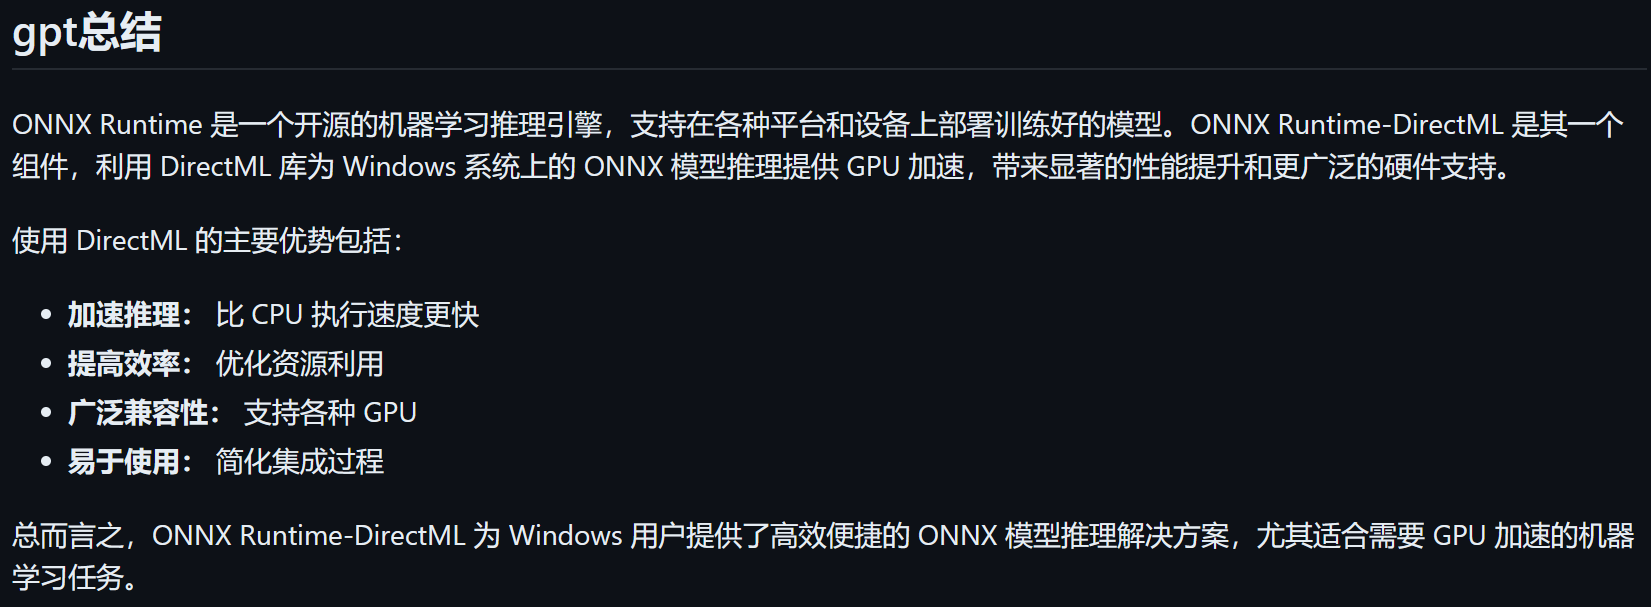 gpt总结
ONNX Runtime 是一个开源的机器学习推理引擎，支持在各种平台和设备上部署训练好的模型。ONNX Runtime-DirectML 是其一个
组件，利用 DirectML 库为 Windows 系统上的 ONNX 模型推理提供 GPU 加速，带来显著的性能提升和更广泛的硬件支持。
使用 DirectML 的主要优势包括：
• 加速推理： 比 CPU 执行速度更快
• 提高效率： 优化资源利用
• 广泛兼容性： 支持各种 GPU
• 易于使用： 简化集成过程
总而言之，ONNX Runtime-DirectML 为 Windows 用户提供了高效便捷的 ONNX 模型推理解决方案，尤其适合需要 GPU 加速的机器
学习任务。